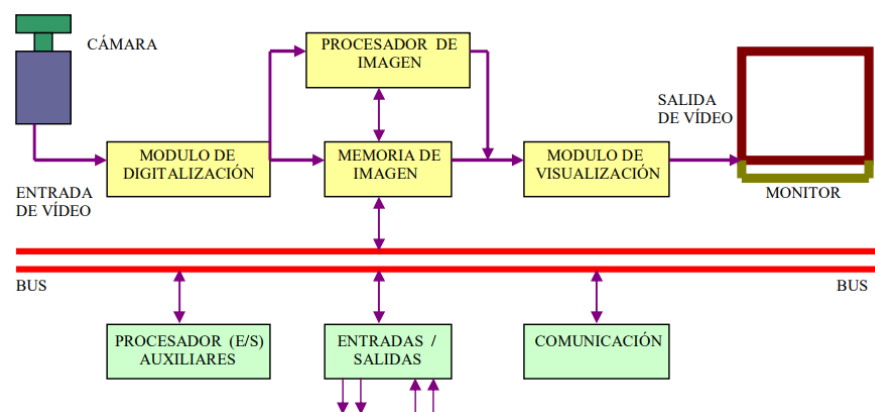 CÁMARA
PROCESADOR DE
IMAGEN
SALIDA
DE VÍDEO
MODULO DE
DIGITALIZACIÓN
MEMORIA DE
IMAGEN
MODULO DE
VISUALIZACIÓN
ENTRADA
DE VÍDEO
MONITOR
BUS
BUS
PROCESADOR (E/S)
AUXILIARES
ENTRADAS /
SALIDAS
COMUNICACIÓN